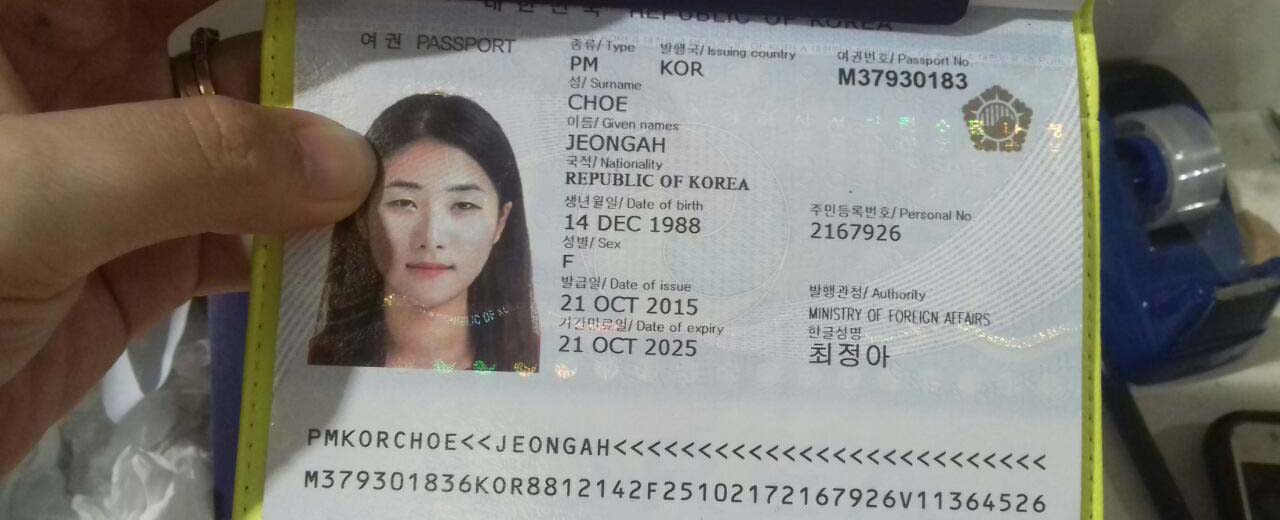 대한민국 REPUBLIC OF KOREA
여권 PASSPORT
종류/ Type 발행국/ Issuing country 여권번호/ Passport No
PM KOR M37930183
성/ Surname
CHOE
이름/ Given names
JEONGAH
국적/ Nationality
REPUBLIC OF KOREA
생년월일/ Date of birth 주민등록번호/ Personal No
14 DEC 1988 2167926
성별/ Sex
F
발급일/ Date of issue 발행관청/ Authority
21 OCT 2015 MINISTRY OF FOREIGN AFFAIRS
기간만료일/ Date of expiry 한글성명
21 OCT 2025 최정아
PMKORCHOE<<JEONGAH<<<<<<<<<<<<<<<<<<<<<<<<<<
M379301836KOR8812142F25102172167926V11364526